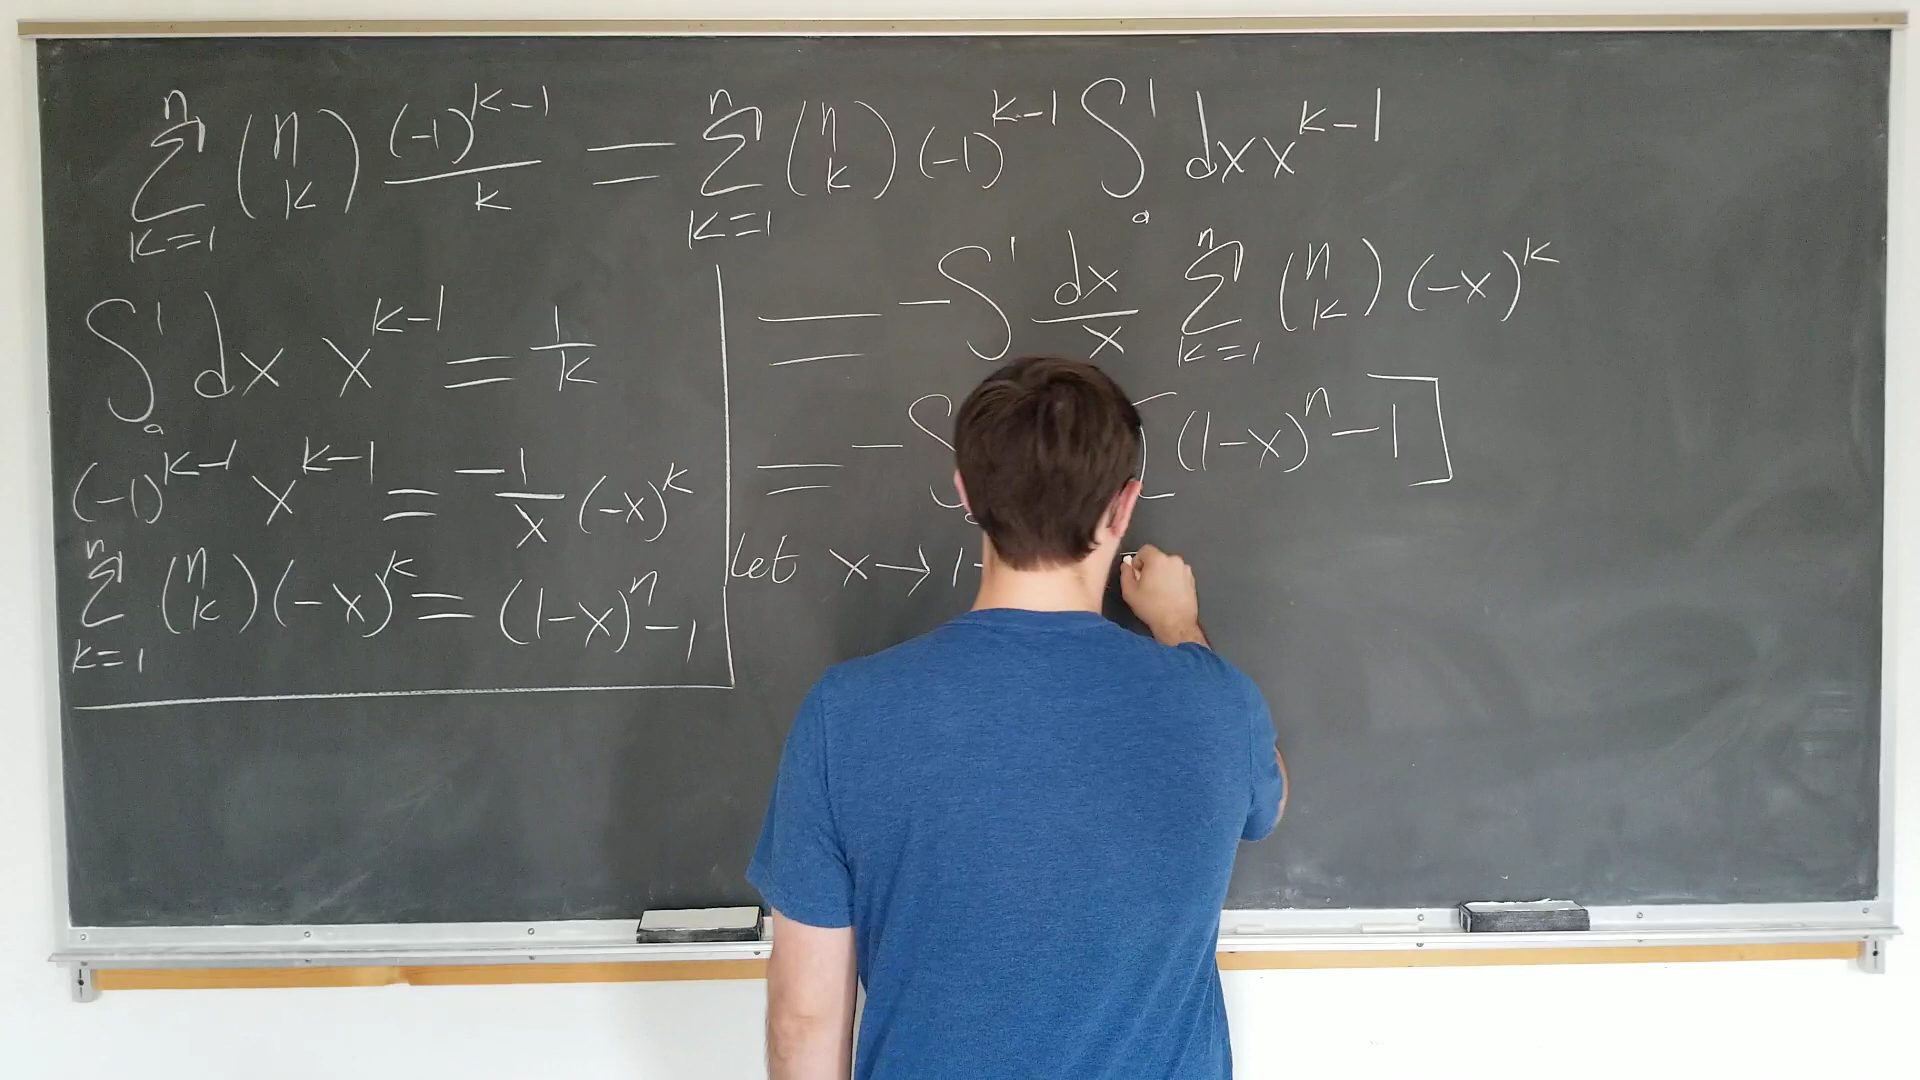 ∑_{k=1}^{n} (n k) (-1)^{k-1}/k = ∑_{k=1}^{n} (n k) (-1)^{k-1} ∫_0^1 dx x^{k-1}
∫_0^1 dx x^{k-1} = 1/k
(-1)^{k-1} x^{k-1} = -1/x (-x)^k
∑_{k=1}^{n} (n k) (-x)^k = (1-x)^n - 1
= -∫^1 dx/x ∑_{k=1}^{n} (n k) (-x)^k
= -∫ [(1-x)^n - 1]
Let x → 1-